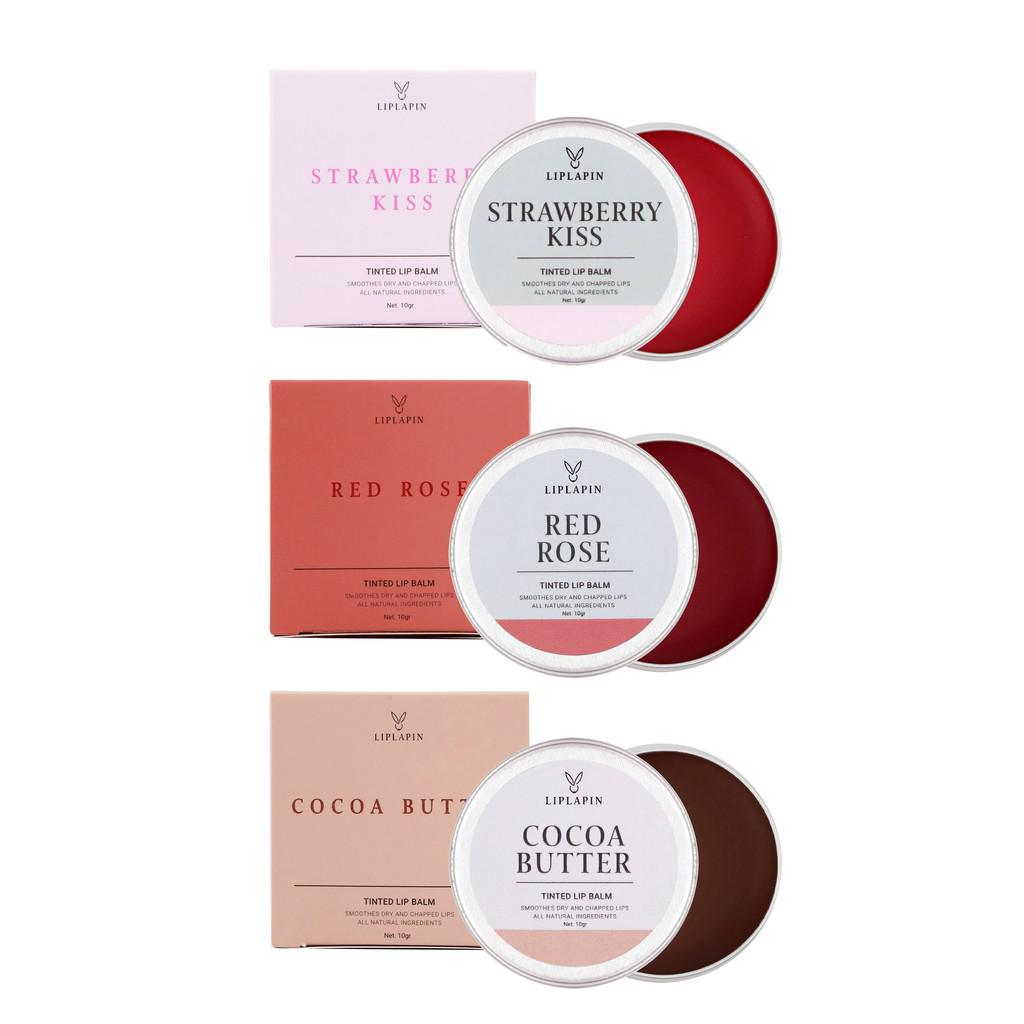 LIPLAPIN
STRAWBERR
KISS
TINTED LIP BALM
SMOOTHES DRY AND CHAPPED LIPS
ALL NATURAL INGREDIENTS
Net. 10gr
LIPLAPIN
STRAWBERRY
KISS
TINTED LIP BALM
SMOOTHES DRY AND CHAPPED LIPS
ALL NATURAL INGREDIENTS
Net. 10gr
LIPLAPIN
RED ROSE
TINTED LIP BALM
SMOOTHES DRY AND CHAPPED LIPS
ALL NATURAL INGREDIENTS
Net. 10gr
LIPLAPIN
RED
ROSE
TINTED LIP BALM
SMOOTHES DRY AND CHAPPED LIPS
ALL NATURAL INGREDIENTS
Net. 10gr
LIPLAPIN
COCOA BUTT
TINTED LIP BALM
SMOOTHES DRY AND CHAPPED LIPS
ALL NATURAL INGREDIENTS
Net. 10gr
LIPLAPIN
COCOA
BUTTER
TINTED LIP BALM
SMOOTHES DRY AND CHAPPED LIPS
ALL NATURAL INGREDIENTS
Net. 10gr